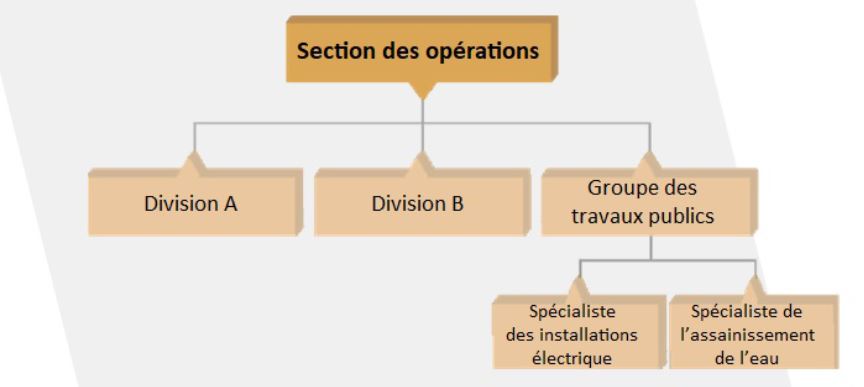 Section des opérations
Division A
Division B
Groupe des
travaux publics
Spécialiste
des installations
électrique
Spécialiste de
l’assainissement
de l’eau